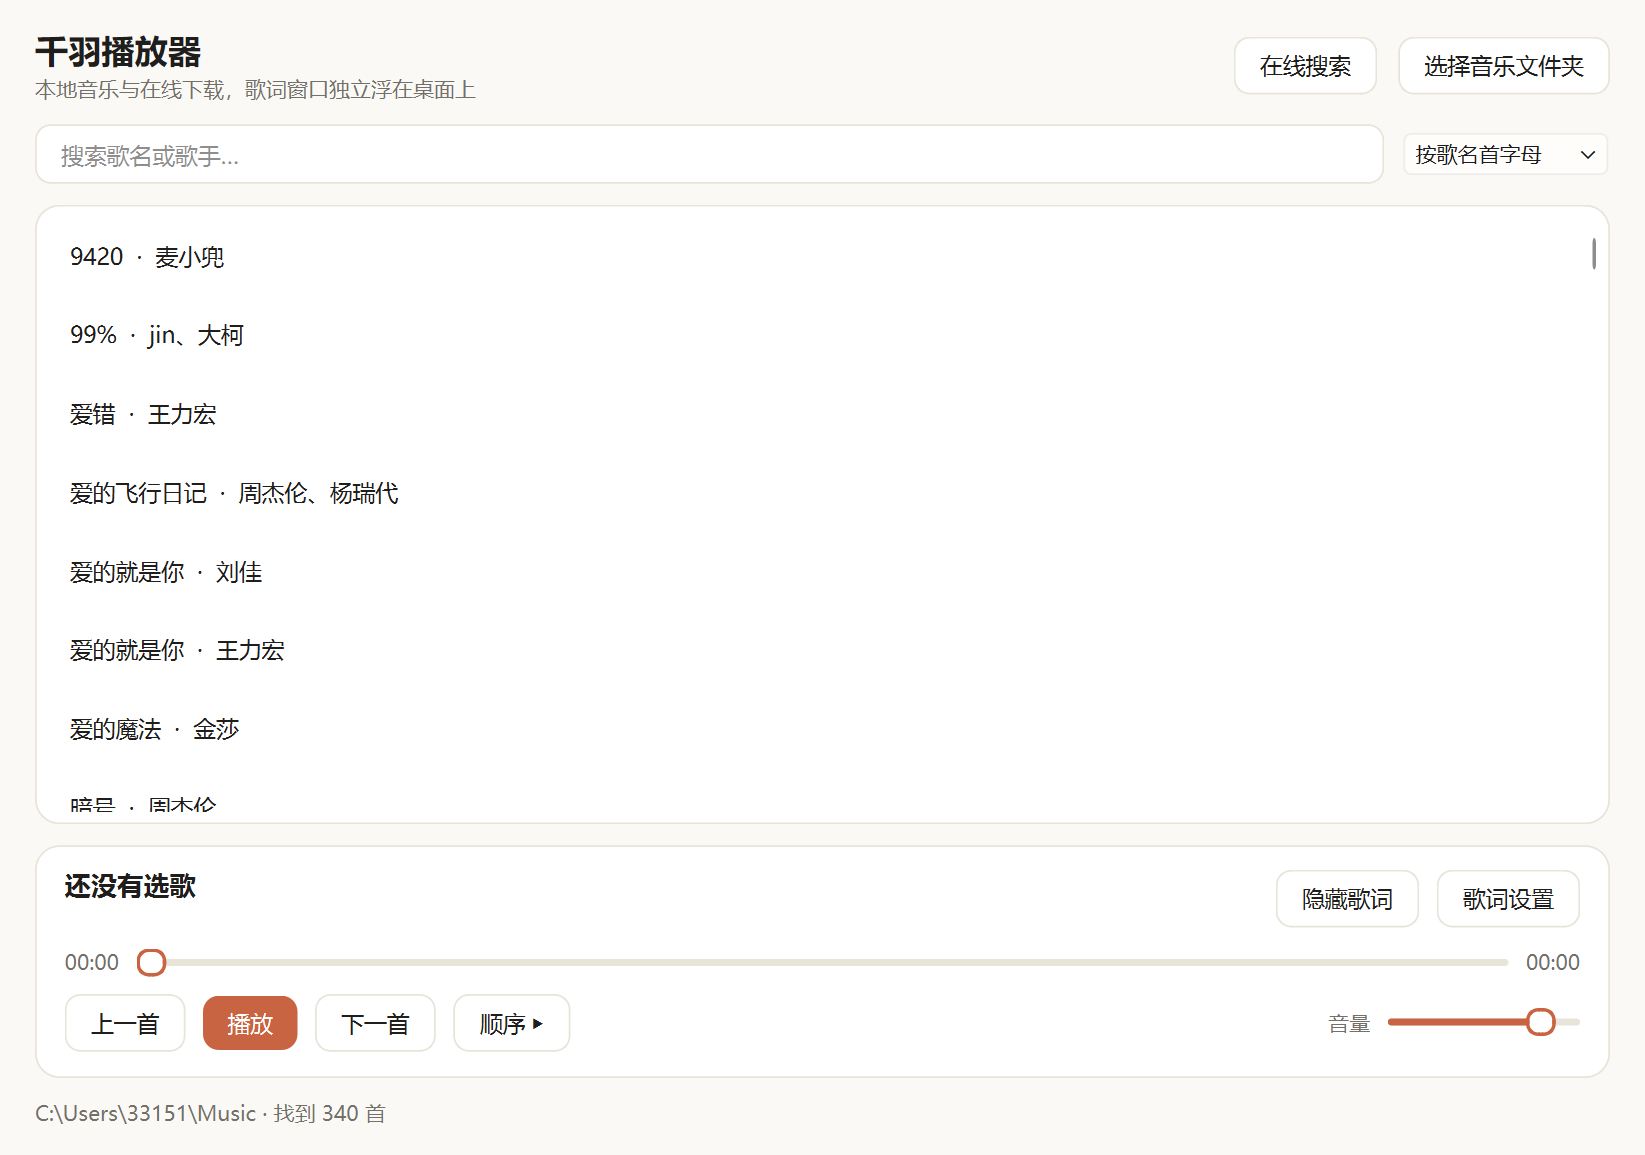 千羽播放器
本地音乐与在线下载，歌词窗口独立浮在桌面上
在线搜索
选择音乐文件夹
搜索歌名或歌手...
按歌名首字母
9420 · 麦小兜
99% · jin、大柯
爱错 · 王力宏
爱的飞行日记 · 周杰伦、杨瑞代
爱的就是你 · 刘佳
爱的就是你 · 王力宏
爱的魔法 · 金莎
暗号 · 周杰伦
还没有选歌
隐藏歌词
歌词设置
00:00
00:00
上一首
播放
下一首
顺序 ▸
音量
C:\Users\33151\Music · 找到 340 首